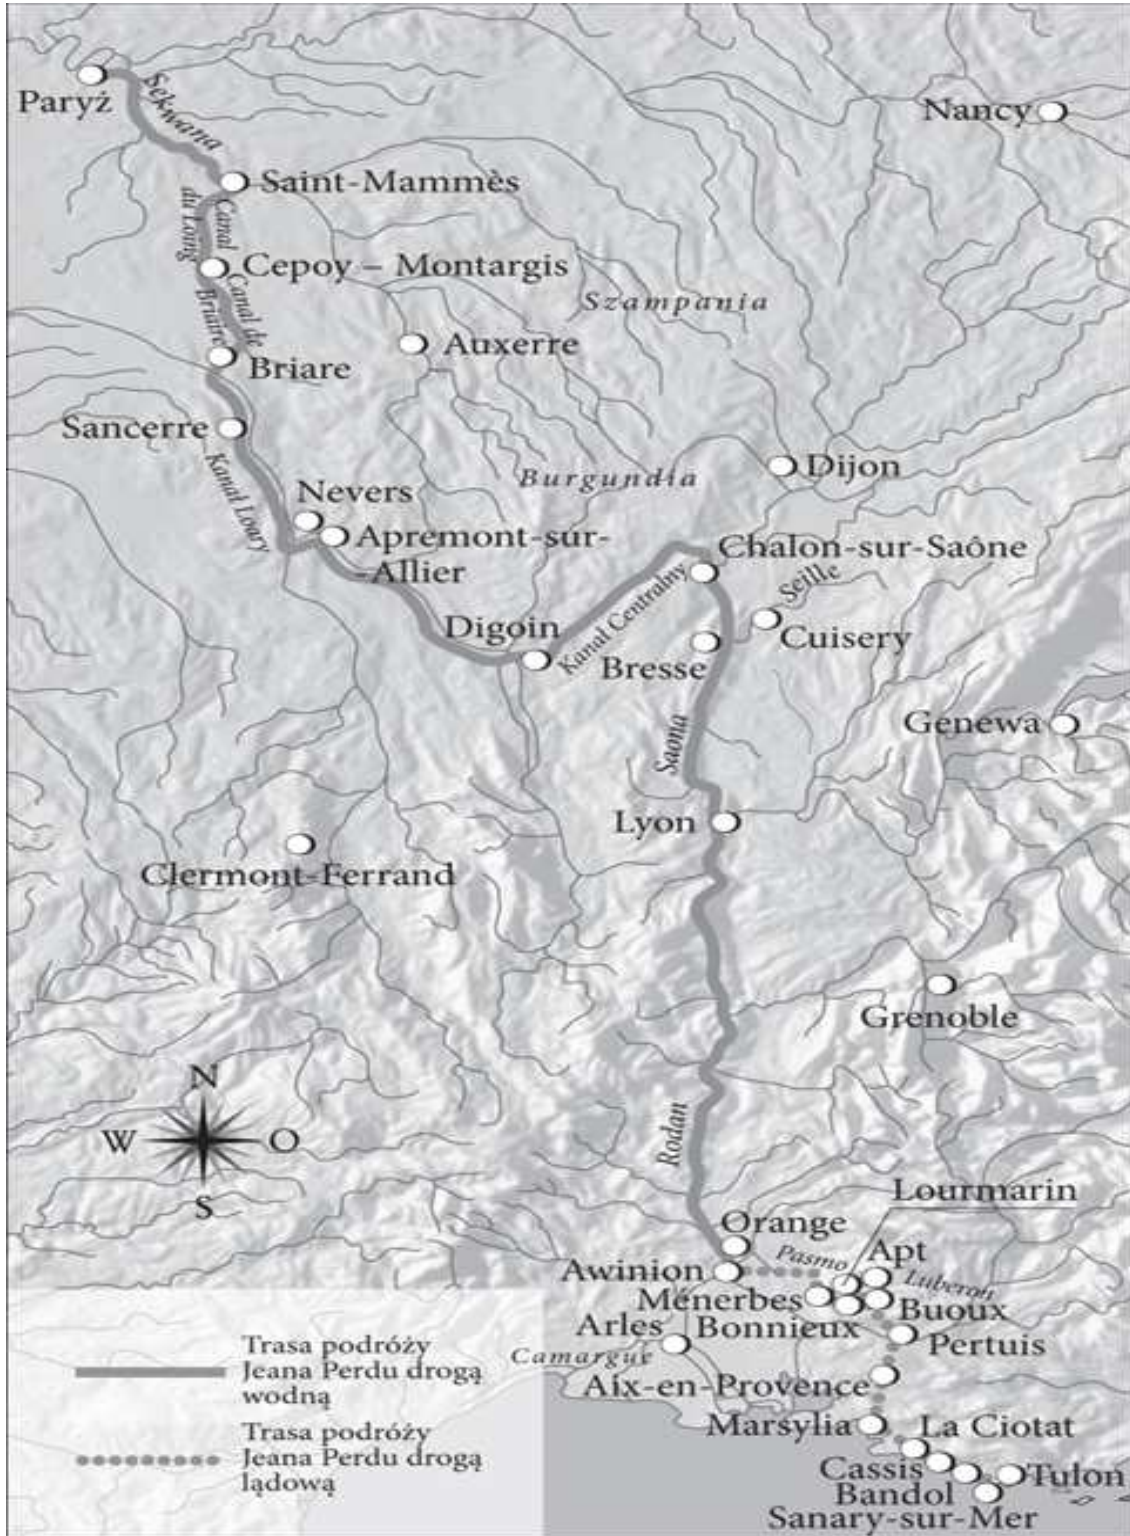 Paryż
Sekwana
Nancy
Saint-Mammès
Canal
du Loing
Cepoy – Montargis
Canal de
Briaire
Szampania
Auxerre
Briare
Sancerre
Kanal Loary
Burgundia
Dijon
Nevers
Apremont-sur-
-Allier
Chalon-sur-Saône
Seille
Kanal Centralny
Digoin
Cuisery
Bresse
Genewa
Saona
Lyon
Clermont-Ferrand
Grenoble
N
W
O
S
Rodan
Lourmarin
Orange
Pasmo
Apt
Luberon
Awinion
Ménerbes
Buoux
Arles
Bonnieux
Pertuis
Camargue
Aix-en-Provence
Marsylia
La Ciotat
Cassis
Tulon
Bandol
Sanary-sur-Mer
Trasa podróży
Jeana Perdu drogą
wodną
Trasa podróży
Jeana Perdu drogą
lądową